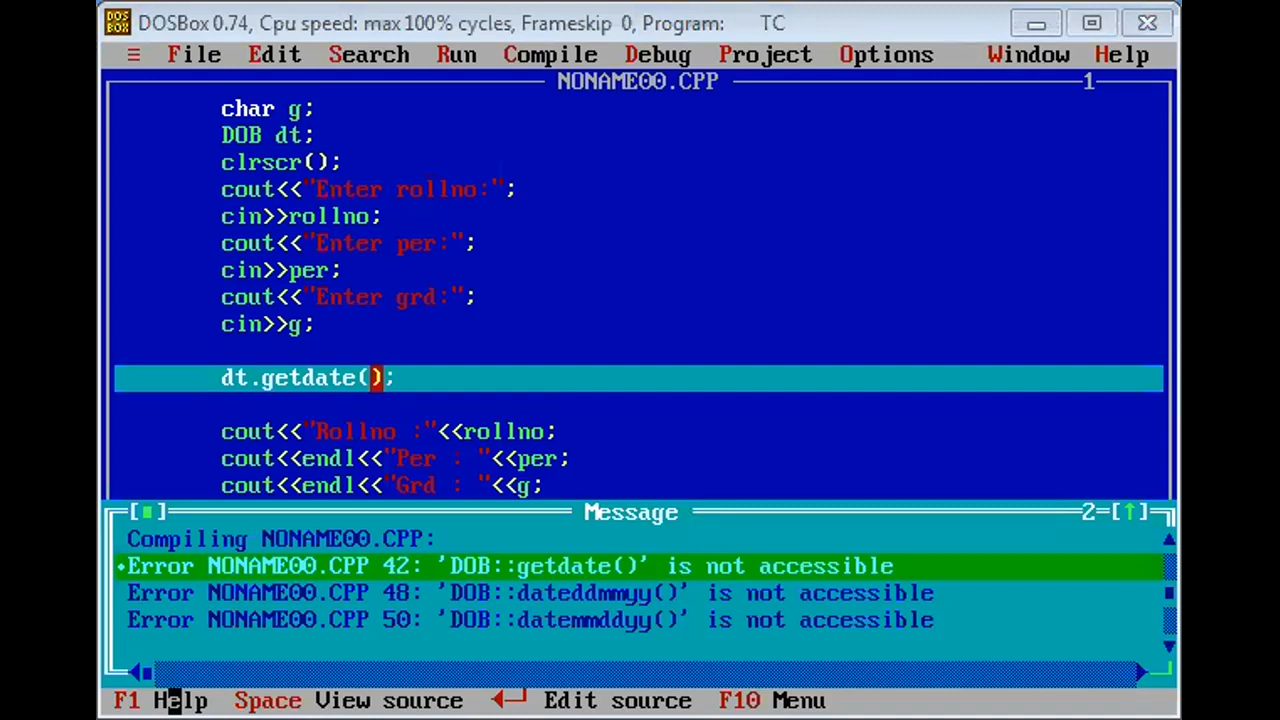 DOS BOX DOSBox 0.74, Cpu speed: max 100% cycles, Frameskip 0, Program: TC
≡ File Edit Search Run Compile Debug Project Options Window Help
NONAME00.CPP 1
char g;
DOB dt;
clrscr();
cout<<"Enter rollno:";
cin>>rollno;
cout<<"Enter per:";
cin>>per;
cout<<"Enter grd:";
cin>>g;
dt.getdate();
cout<<"Rollno :"<<rollno;
cout<<endl<<"Per : "<<per;
cout<<endl<<"Grd : "<<g;
[■] Message 2=[↑]
Compiling NONAME00.CPP:
•Error NONAME00.CPP 42: 'DOB::getdate()' is not accessible
Error NONAME00.CPP 48: 'DOB::dateddmmyy()' is not accessible
Error NONAME00.CPP 50: 'DOB::datemmddyy()' is not accessible
F1 Help Space View source ←┘ Edit source F10 Menu